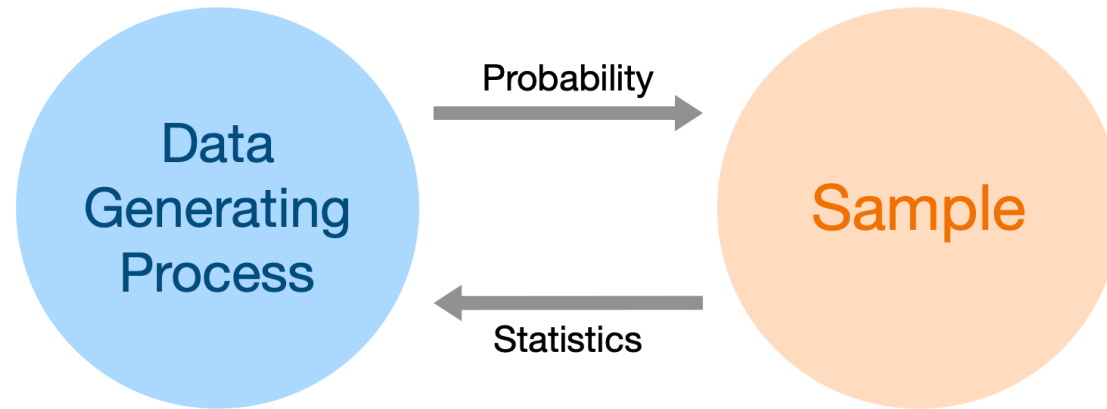 Data
Generating
Process
Probability
Statistics
Sample